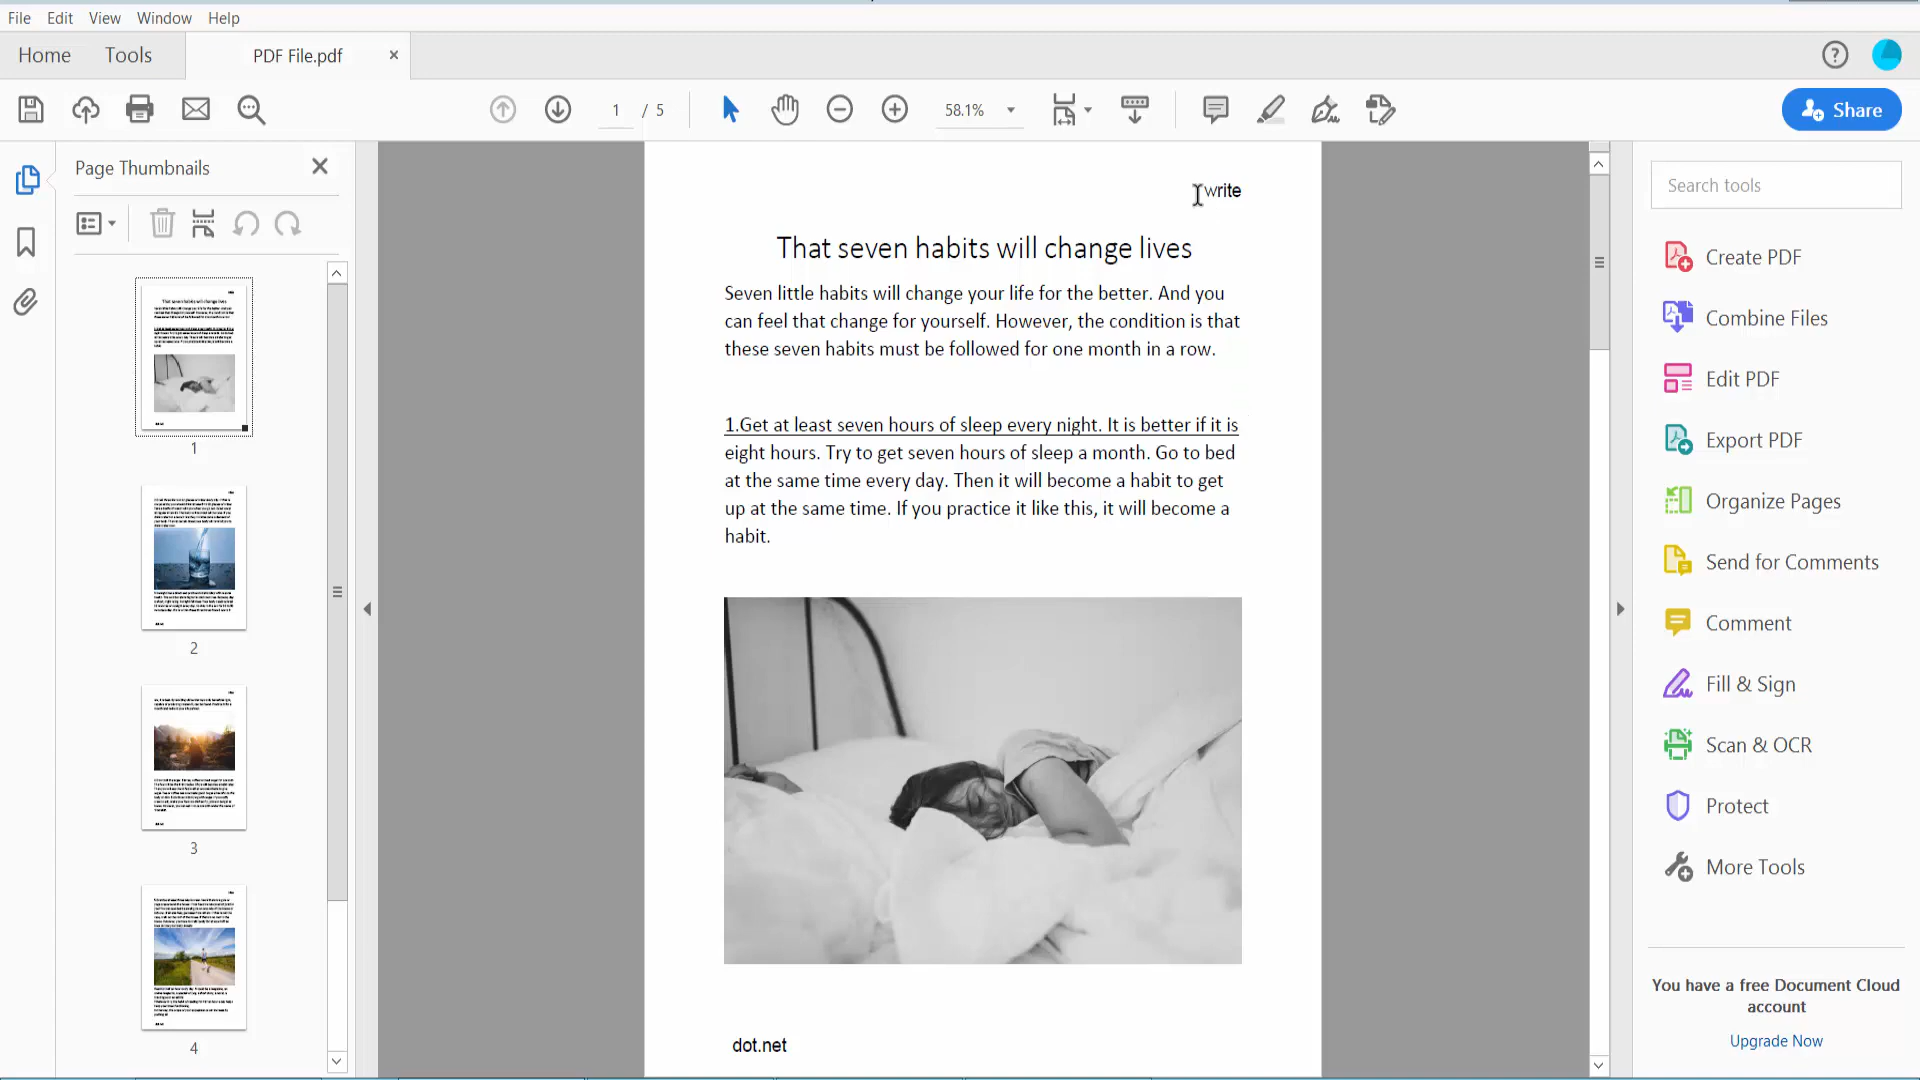 File Edit View Window Help
Home Tools PDF File.pdf
1 / 5 58.1% Share
Page Thumbnails
1
2
3
4
write
That seven habits will change lives
Seven little habits will change your life for the better. And you
can feel that change for yourself. However, the condition is that
these seven habits must be followed for one month in a row.
1.Get at least seven hours of sleep every night. It is better if it is
eight hours. Try to get seven hours of sleep a month. Go to bed
at the same time every day. Then it will become a habit to get
up at the same time. If you practice it like this, it will become a
habit.
dot.net
Search tools
Create PDF
Combine Files
Edit PDF
Export PDF
Organize Pages
Send for Comments
Comment
Fill & Sign
Scan & OCR
Protect
More Tools
You have a free Document Cloud
account
Upgrade Now